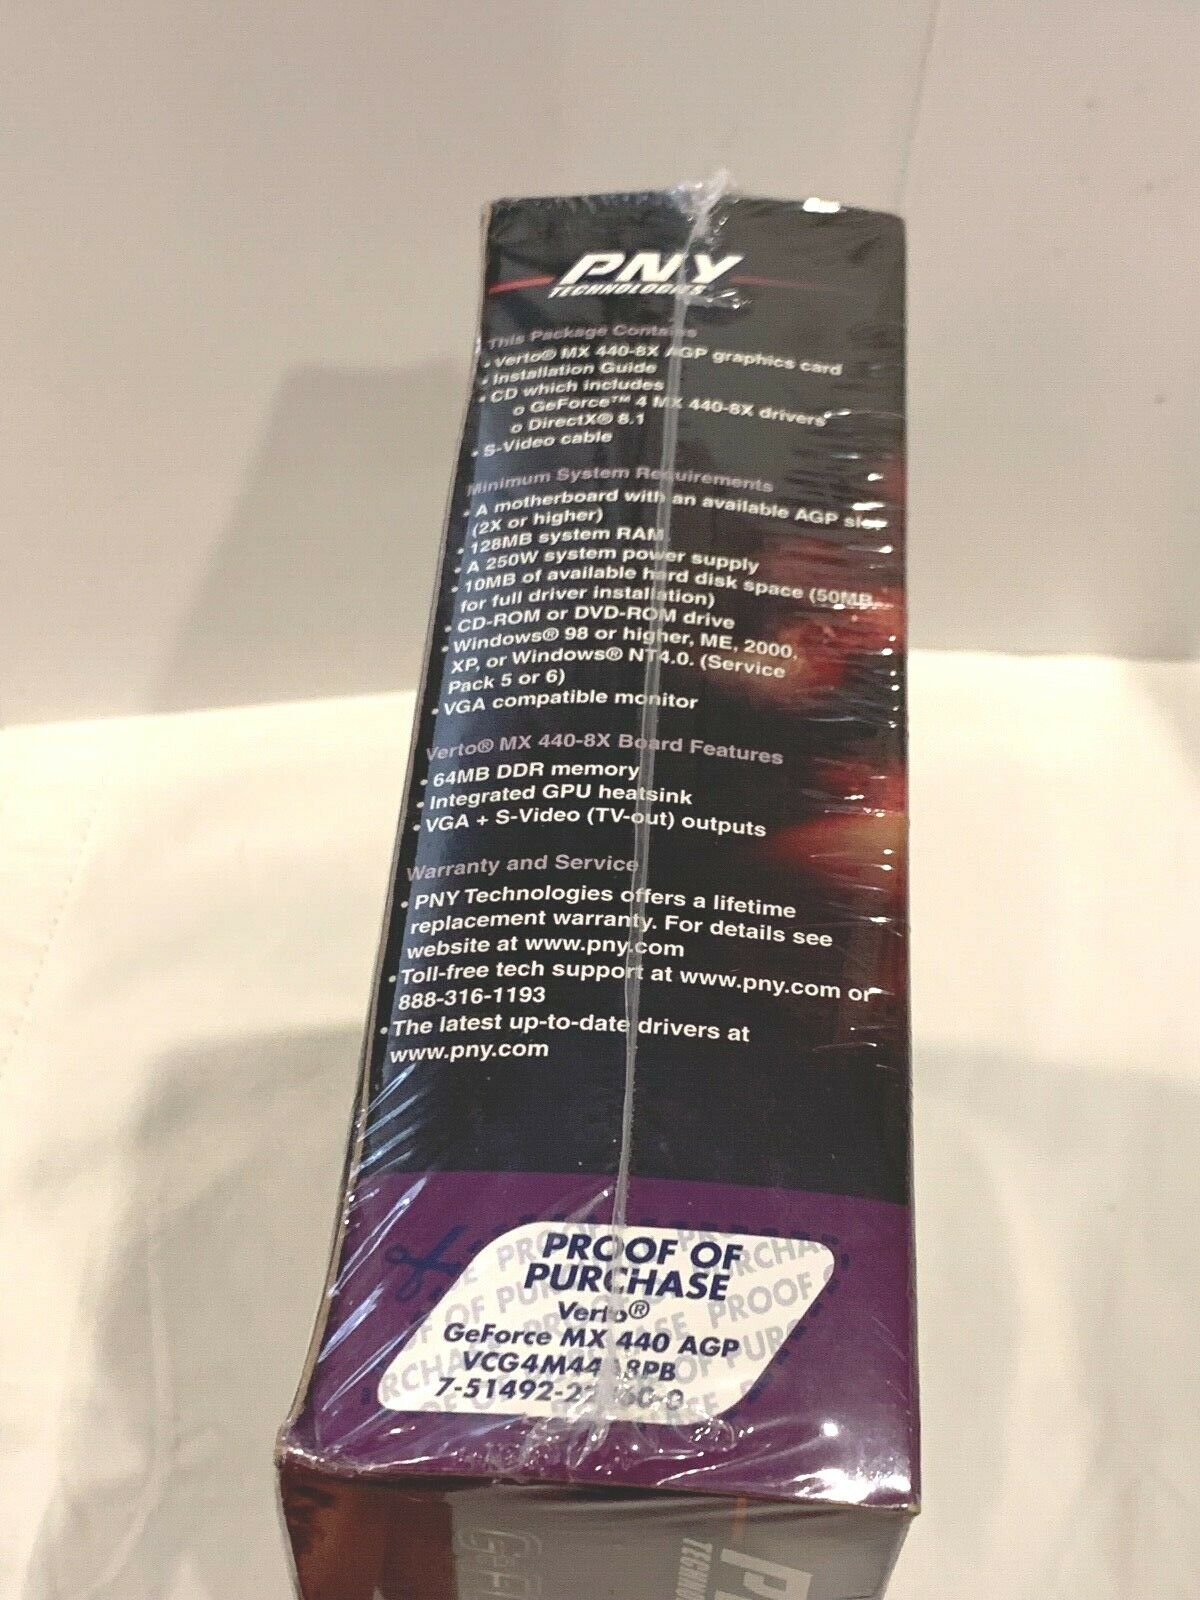 PNY
TECHNOLOGIES
This Package Contains
• Verto® MX 440-8X AGP graphics card
• Installation Guide
• CD which includes
o GeForce™ 4 MX 440-8X drivers
o DirectX® 8.1
• S-Video cable
Minimum System Requirements
• A motherboard with an available AGP slot
(2X or higher)
• 128MB system RAM
• A 250W system power supply
• 10MB of available hard disk space (50MB
for full driver installation)
• CD-ROM or DVD-ROM drive
• Windows® 98 or higher, ME, 2000,
XP, or Windows® NT4.0. (Service
Pack 5 or 6)
• VGA compatible monitor
Verto® MX 440-8X Board Features
• 64MB DDR memory
• Integrated GPU heatsink
• VGA + S-Video (TV-out) outputs
Warranty and Service
• PNY Technologies offers a lifetime
replacement warranty. For details see
website at www.pny.com
• Toll-free tech support at www.pny.com or
888-316-1193
• The latest up-to-date drivers at
www.pny.com
PROOF OF
PURCHASE
Verto®
GeForce MX 440 AGP